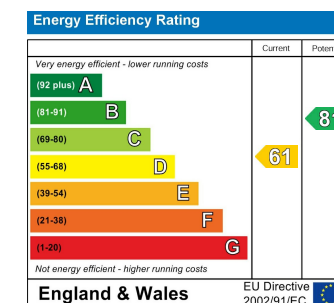 Energy Efficiency Rating
Current
Very energy efficient - lower running costs
(92 plus) A
(81-91) B
(69-80) C
(55-68) D
61
(39-54) E
(21-38) F
(1-20) G
Not energy efficient - higher running costs
England & Wales
EU Directive
2002/91/EC